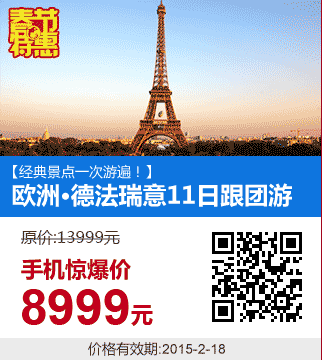 春节
特惠
【经典景点一次游遍！】
欧洲•德法瑞意11日跟团游
原价:13999元
手机惊爆价
8999元
价格有效期:2015-2-18